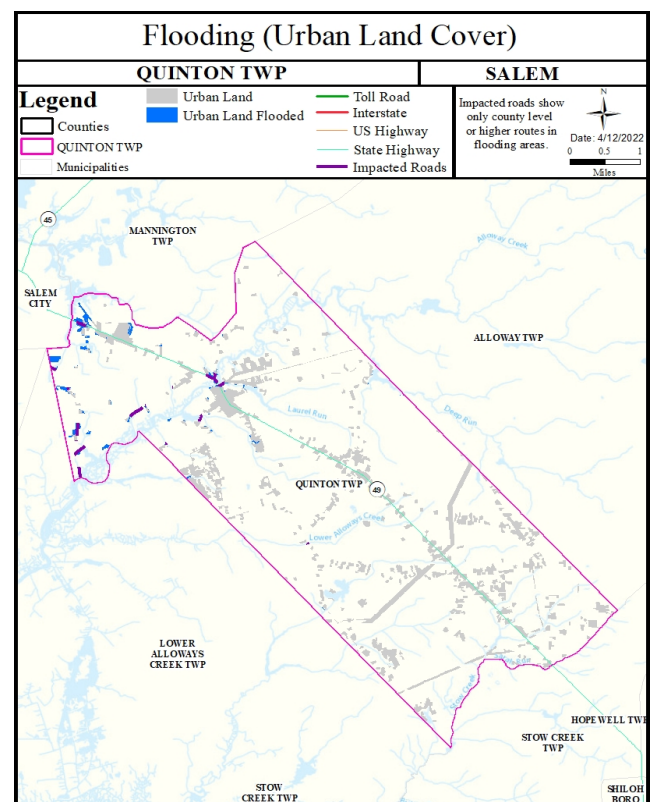 Flooding (Urban Land Cover)
QUINTON TWP
SALEM
Legend
Counties
QUINTON TWP
Municipalities
Urban Land
Urban Land Flooded
Toll Road
Interstate
US Highway
State Highway
Impacted Roads
Impacted roads show
only county level
or higher routes in
flooding areas.
N
Date: 4/12/2022
0 0.5 1
Miles
45
MANNINGTON
TWP
Alloway Creek
SALEM
CITY
ALLOWAY TWP
Laurel Run
Deep Run
QUINTON TWP
49
Lower Alloways Creek
LOWER
ALLOWAYS
CREEK TWP
HOPEWELL TWP
STOW CREEK
TWP
STOW
CREEK TWP
SHILOH
BORO